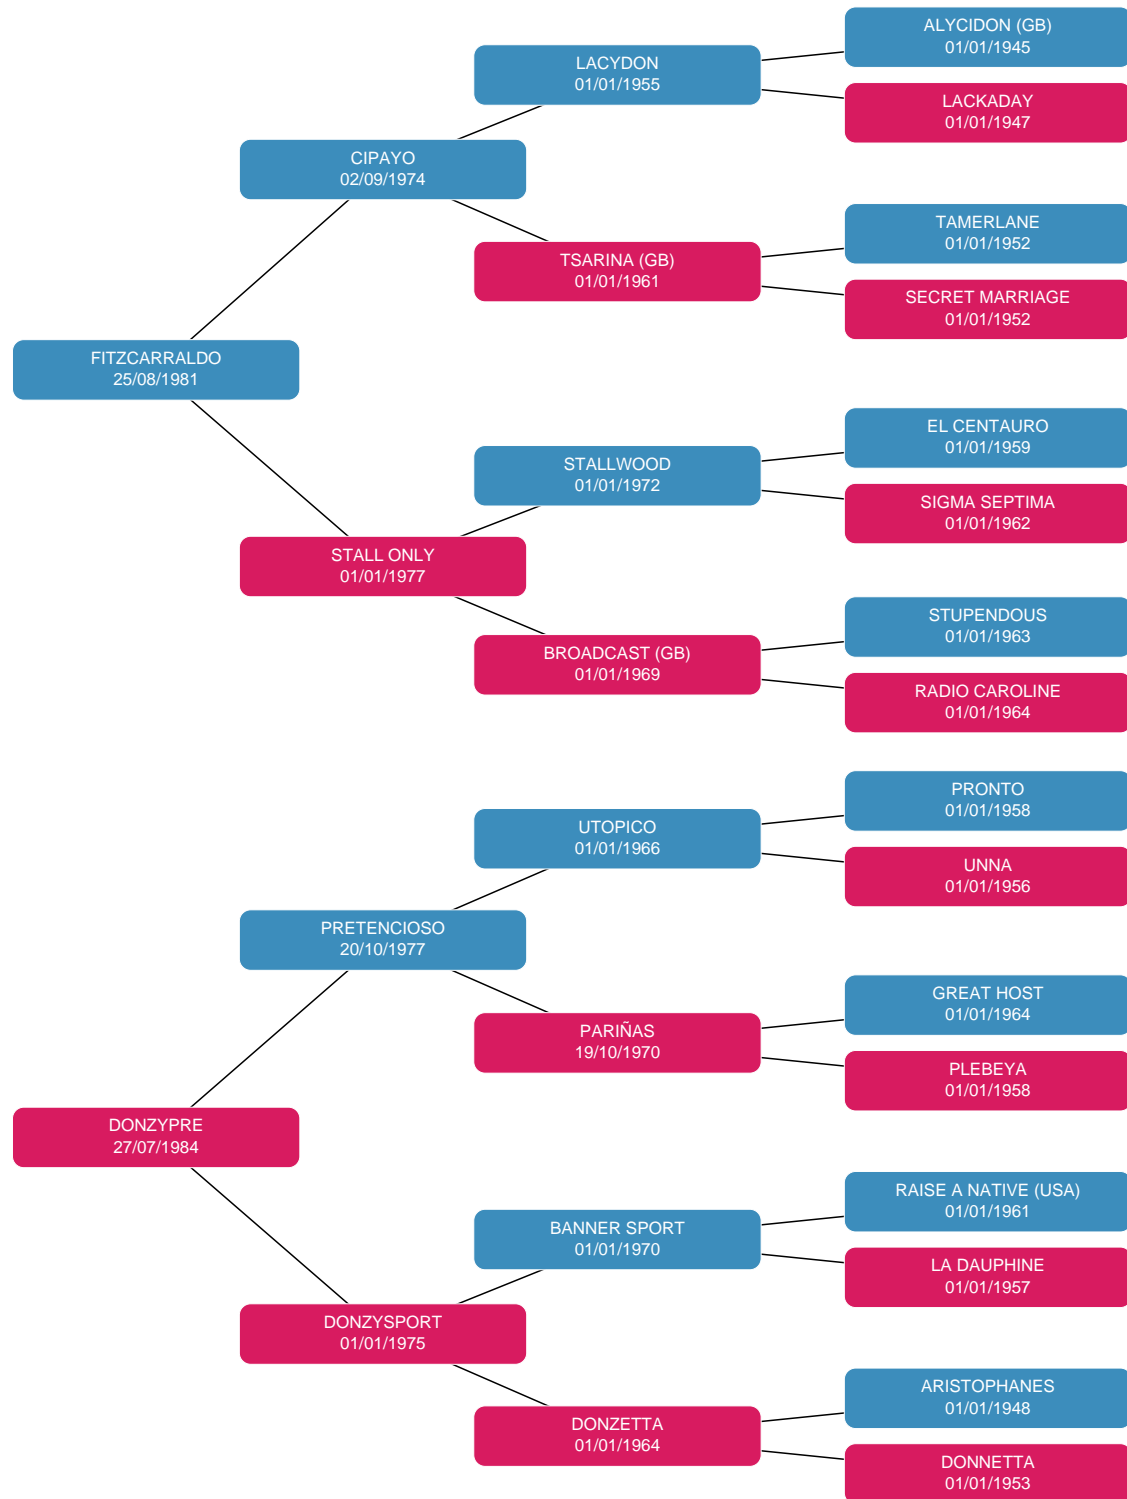 ALYCIDON (GB)
01/01/1945
LACYDON
01/01/1955
LACKADAY
01/01/1947
CIPAYO
02/09/1974
TAMERLANE
01/01/1952
TSARINA (GB)
01/01/1961
SECRET MARRIAGE
01/01/1952
FITZCARRALDO
25/08/1981
EL CENTAURO
01/01/1959
STALLWOOD
01/01/1972
SIGMA SEPTIMA
01/01/1962
STALL ONLY
01/01/1977
STUPENDOUS
01/01/1963
BROADCAST (GB)
01/01/1969
RADIO CAROLINE
01/01/1964
PRONTO
01/01/1958
UTOPICO
01/01/1966
UNNA
01/01/1956
PRETENCIOSO
20/10/1977
GREAT HOST
01/01/1964
PARIÑAS
19/10/1970
PLEBEYA
01/01/1958
DONZYPRE
27/07/1984
RAISE A NATIVE (USA)
01/01/1961
BANNER SPORT
01/01/1970
LA DAUPHINE
01/01/1957
DONZYSPORT
01/01/1975
ARISTOPHANES
01/01/1948
DONZETTA
01/01/1964
DONNETTA
01/01/1953